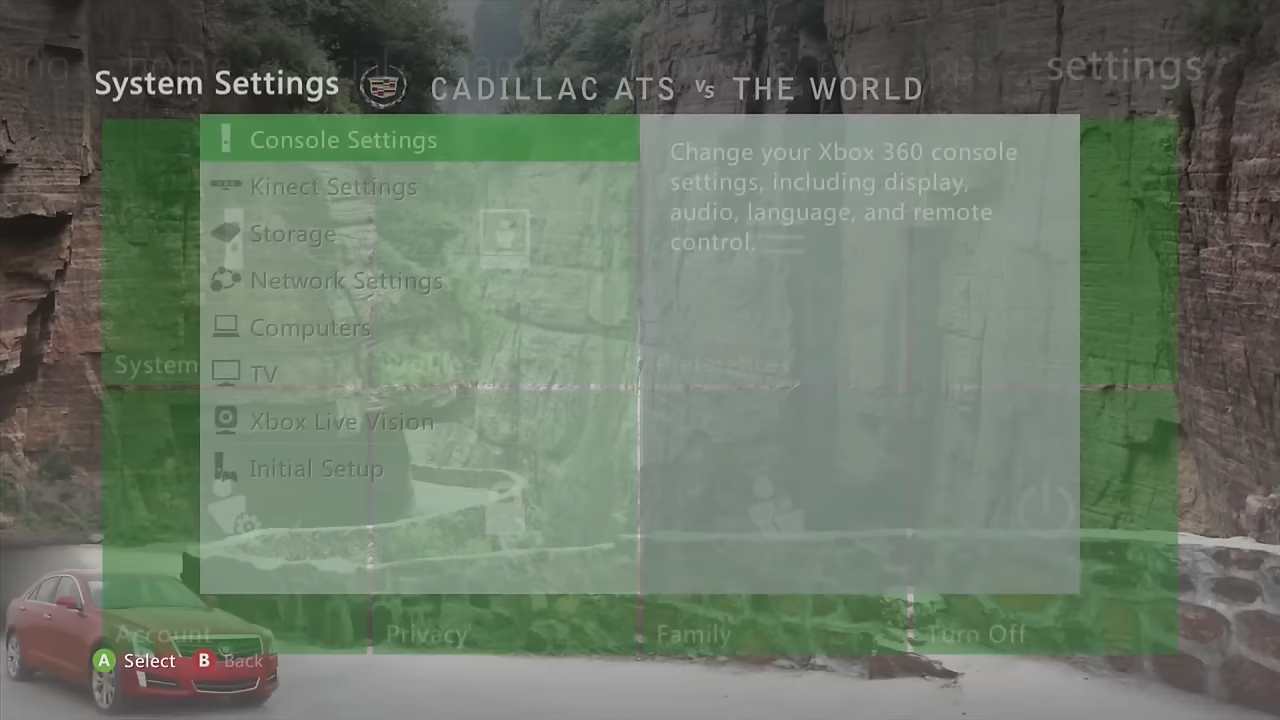 settings
System Settings
CADILLAC ATS vs THE WORLD
Console Settings
Kinect Settings
Storage
Network Settings
Computers
TV
Xbox Live Vision
Initial Setup
Change your Xbox 360 console
settings, including display,
audio, language, and remote
control.
System
Profile
Preferences
Account
Privacy
Family
Turn Off
A Select
B Back